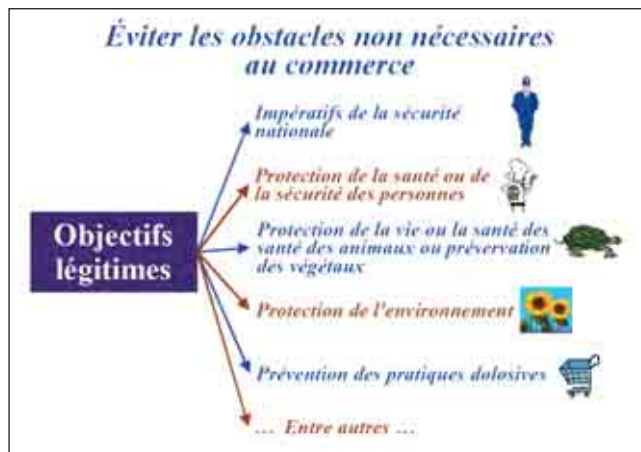 Éviter les obstacles non nécessaires
au commerce
Impératifs de la sécurité
nationale
Protection de la santé ou de
la sécurité des personnes
Objectifs
légitimes
Protection de la vie ou la santé des
santé des animaux ou préservation
des végétaux
Protection de l'environnement
Prévention des pratiques dolosives
... Entre autres ...